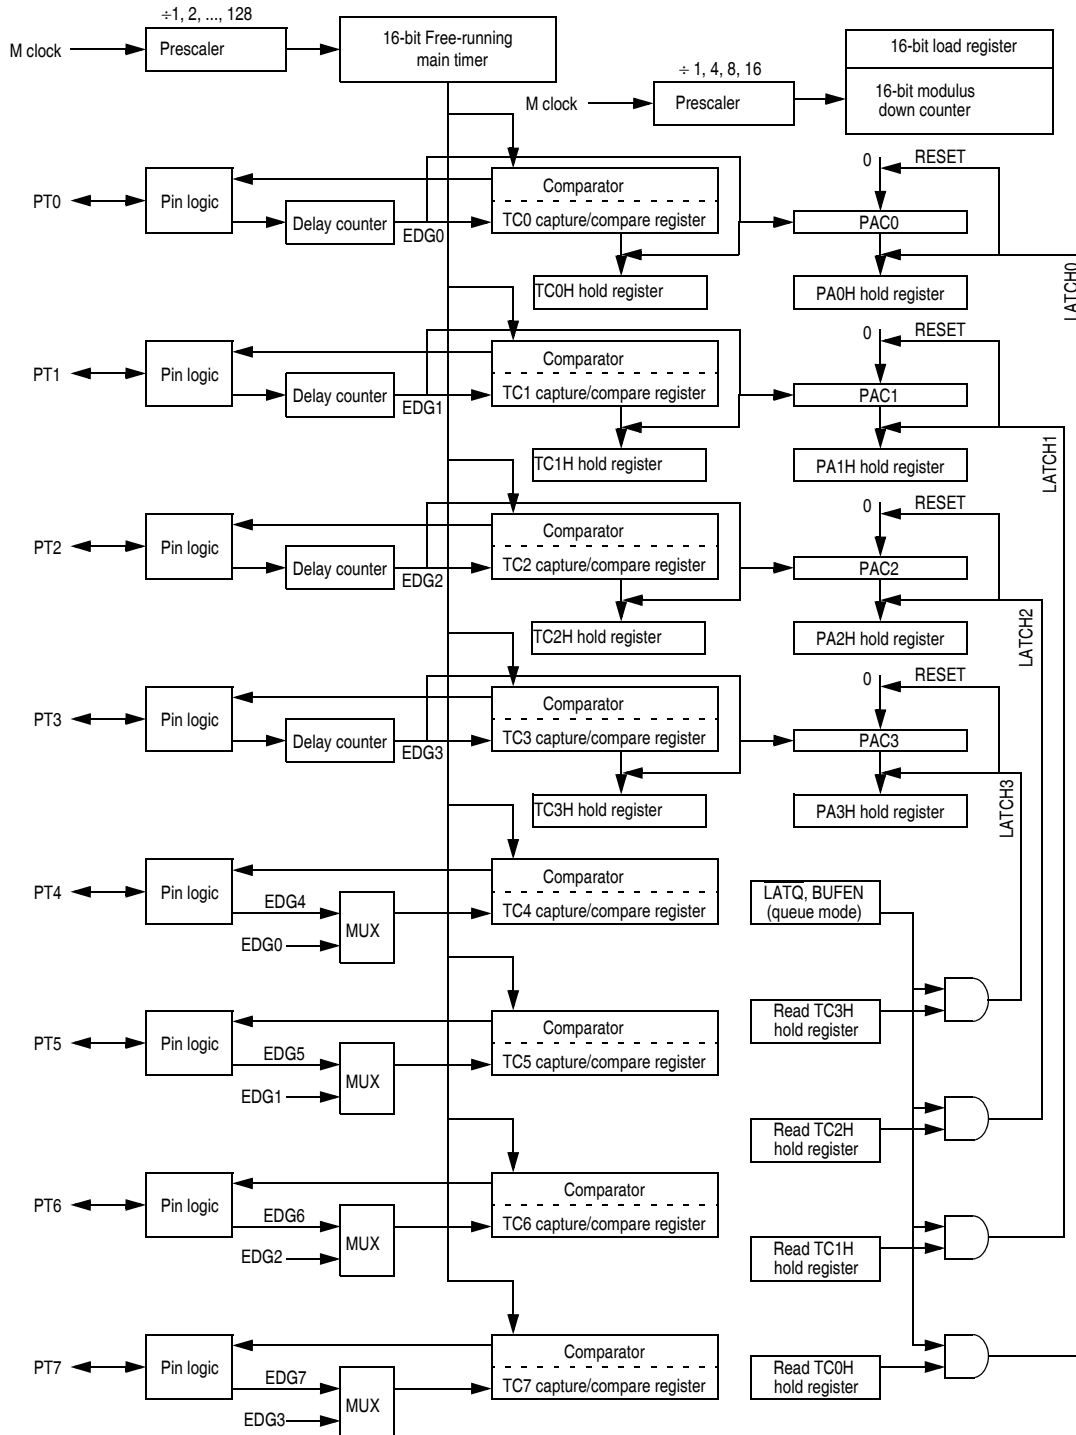 ÷1, 2, ..., 128
M clock
Prescaler
16-bit Free-running
main timer
16-bit load register
÷ 1, 4, 8, 16
M clock
Prescaler
16-bit modulus
down counter
0
RESET
PT0
Pin logic
Comparator
Delay counter
EDG0
TC0 capture/compare register
PAC0
TC0H hold register
PA0H hold register
LATCH0
0
RESET
PT1
Pin logic
Comparator
Delay counter
EDG1
TC1 capture/compare register
PAC1
TC1H hold register
PA1H hold register
LATCH1
0
RESET
PT2
Pin logic
Comparator
Delay counter
EDG2
TC2 capture/compare register
PAC2
TC2H hold register
PA2H hold register
LATCH2
0
RESET
PT3
Pin logic
Comparator
Delay counter
EDG3
TC3 capture/compare register
PAC3
TC3H hold register
PA3H hold register
LATCH3
PT4
Pin logic
Comparator
EDG4
MUX
TC4 capture/compare register
EDG0
LATQ, BUFEN
(queue mode)
PT5
Pin logic
Comparator
EDG5
MUX
TC5 capture/compare register
EDG1
Read TC3H
hold register
Read TC2H
hold register
PT6
Pin logic
Comparator
EDG6
MUX
TC6 capture/compare register
EDG2
Read TC1H
hold register
PT7
Pin logic
Comparator
EDG7
MUX
TC7 capture/compare register
EDG3
Read TC0H
hold register